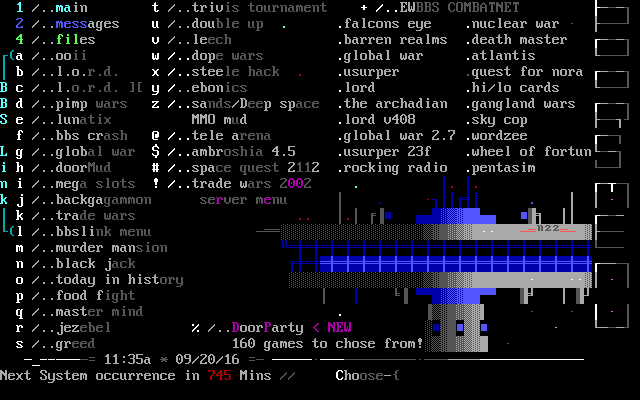 1 /..main t /..trivis tournament + /..EWBBS COMBATNET
2 /..messages u /..double up .falcons eye .nuclear war .
4 /..files v /..leech .barren realms .death master
a /..ooii w /..dope wars .global war .atlantis
b /..l.o.r.d. x /..steele hack .usurper .quest for nora
B c /..l.o.r.d. ][ y /..ebonics .lord .hi/lo cards
B d /..pimp wars z /..sands/Deep space .the archadian .gangland wars
S e /..lunatix MMO mud .lord v408 .sky cop
f /..bbs crash @ /..tele arena .global war 2.7 .wordzee
L g /..global war $ /..ambroshia 4.5 .usurper 23f .wheel of fortun
i h /..doorMud # /..space quest 2112 .rocking radio .pentasim
n i /..mega slots ! /..trade wars 2002
k j /..backgagammon server menu
k /..trade wars
l /..bbslink menu nzz
m /..murder mansion
n /..black jack
o /..today in history
p /..food fight
q /..master mind
r /..jezebel % /..DoorParty < NEW
s /..greed 160 games to chose from!
= 11:35a * 09/20/16 =
Next System occurrence in 745 Mins // Choose-{